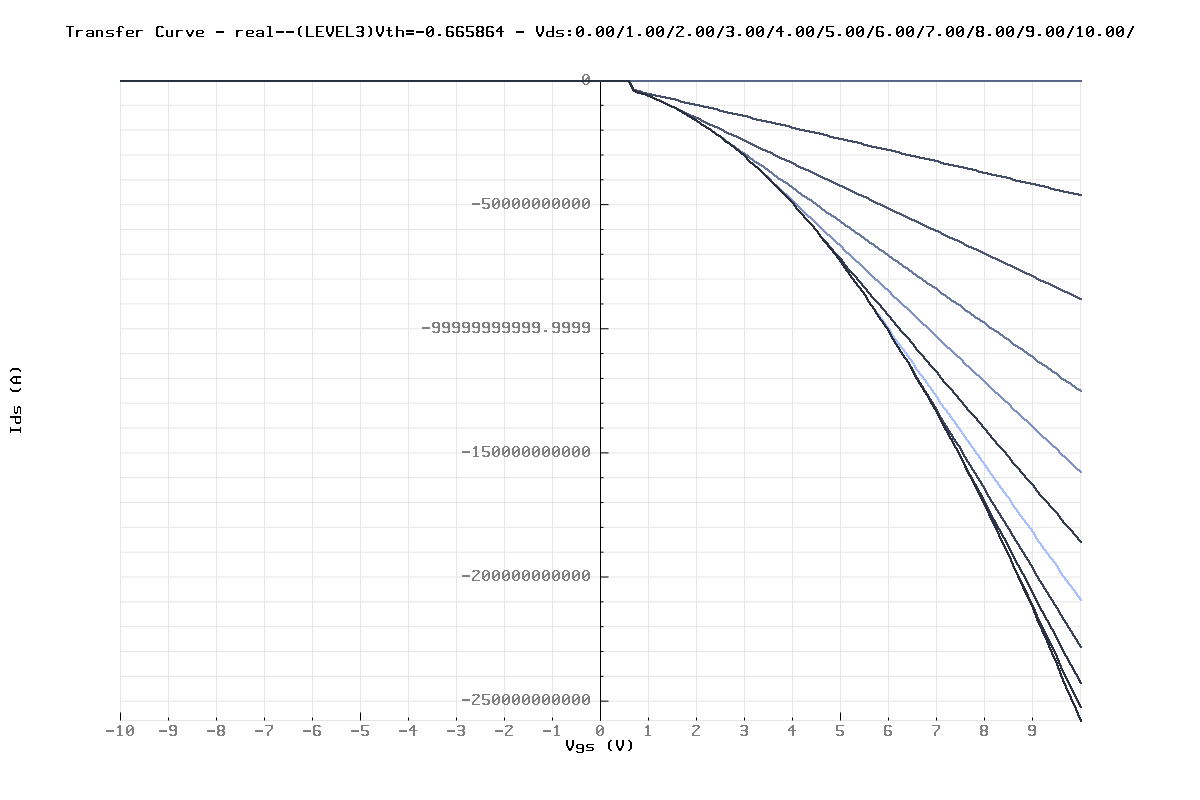 Transfer Curve - real--(LEVEL3)Vth=-0.665864 - Vds:0.00/1.00/2.00/3.00/4.00/5.00/6.00/7.00/8.00/9.00/10.00/
0
-50000000000
-99999999999.9999
-150000000000
-200000000000
-250000000000
Ids (A)
-10 -9 -8 -7 -6 -5 -4 -3 -2 -1 0 1 2 3 4 5 6 7 8 9
Vgs (V)